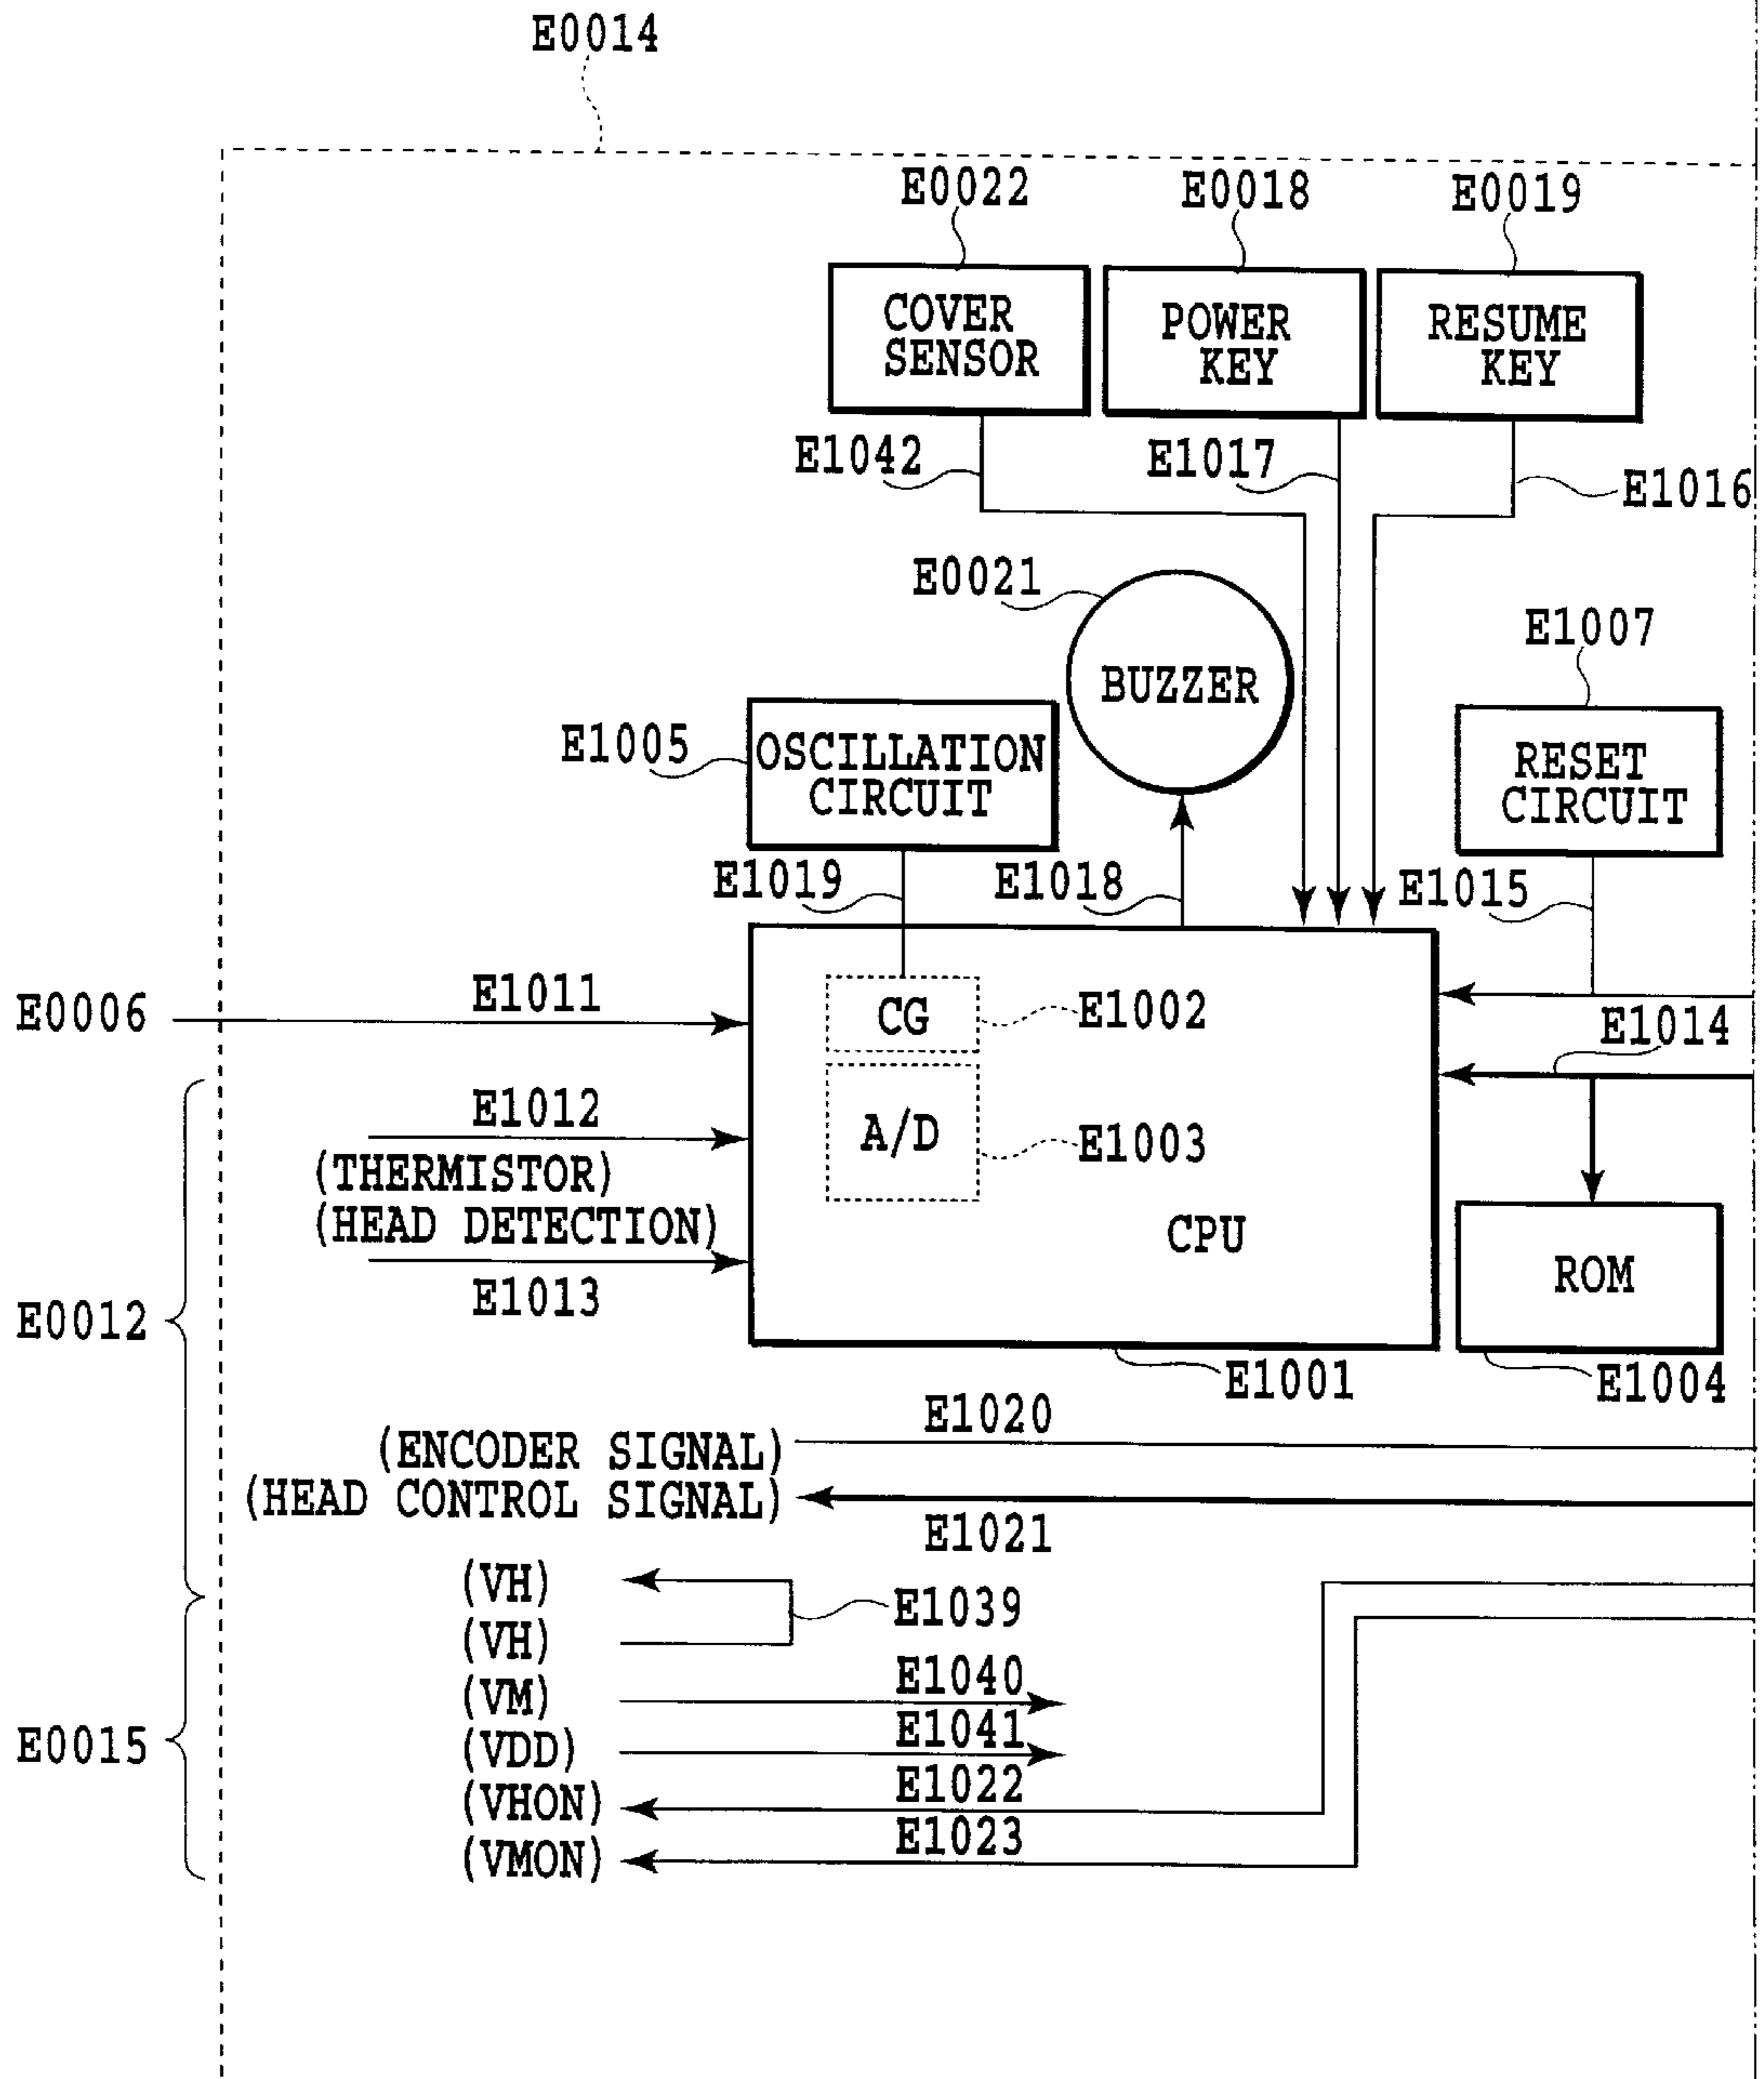 E0014
E0022
E0018
E0019
COVER
SENSOR
POWER
KEY
RESUME
KEY
E1042
E1017
E1016
E0021
BUZZER
E1007
E1005
OSCILLATION
CIRCUIT
RESET
CIRCUIT
E1019
E1018
E1015
E0006
E1011
CG
E1002
E1014
E1012
A/D
E1003
(THERMISTOR)
(HEAD DETECTION)
CPU
ROM
E1013
E0012
E1001
E1004
E1020
(ENCODER SIGNAL)
(HEAD CONTROL SIGNAL)
E1021
(VH)
E1039
(VH)
E1040
(VM)
E1041
E0015
(VDD)
E1022
(VHON)
E1023
(VMON)